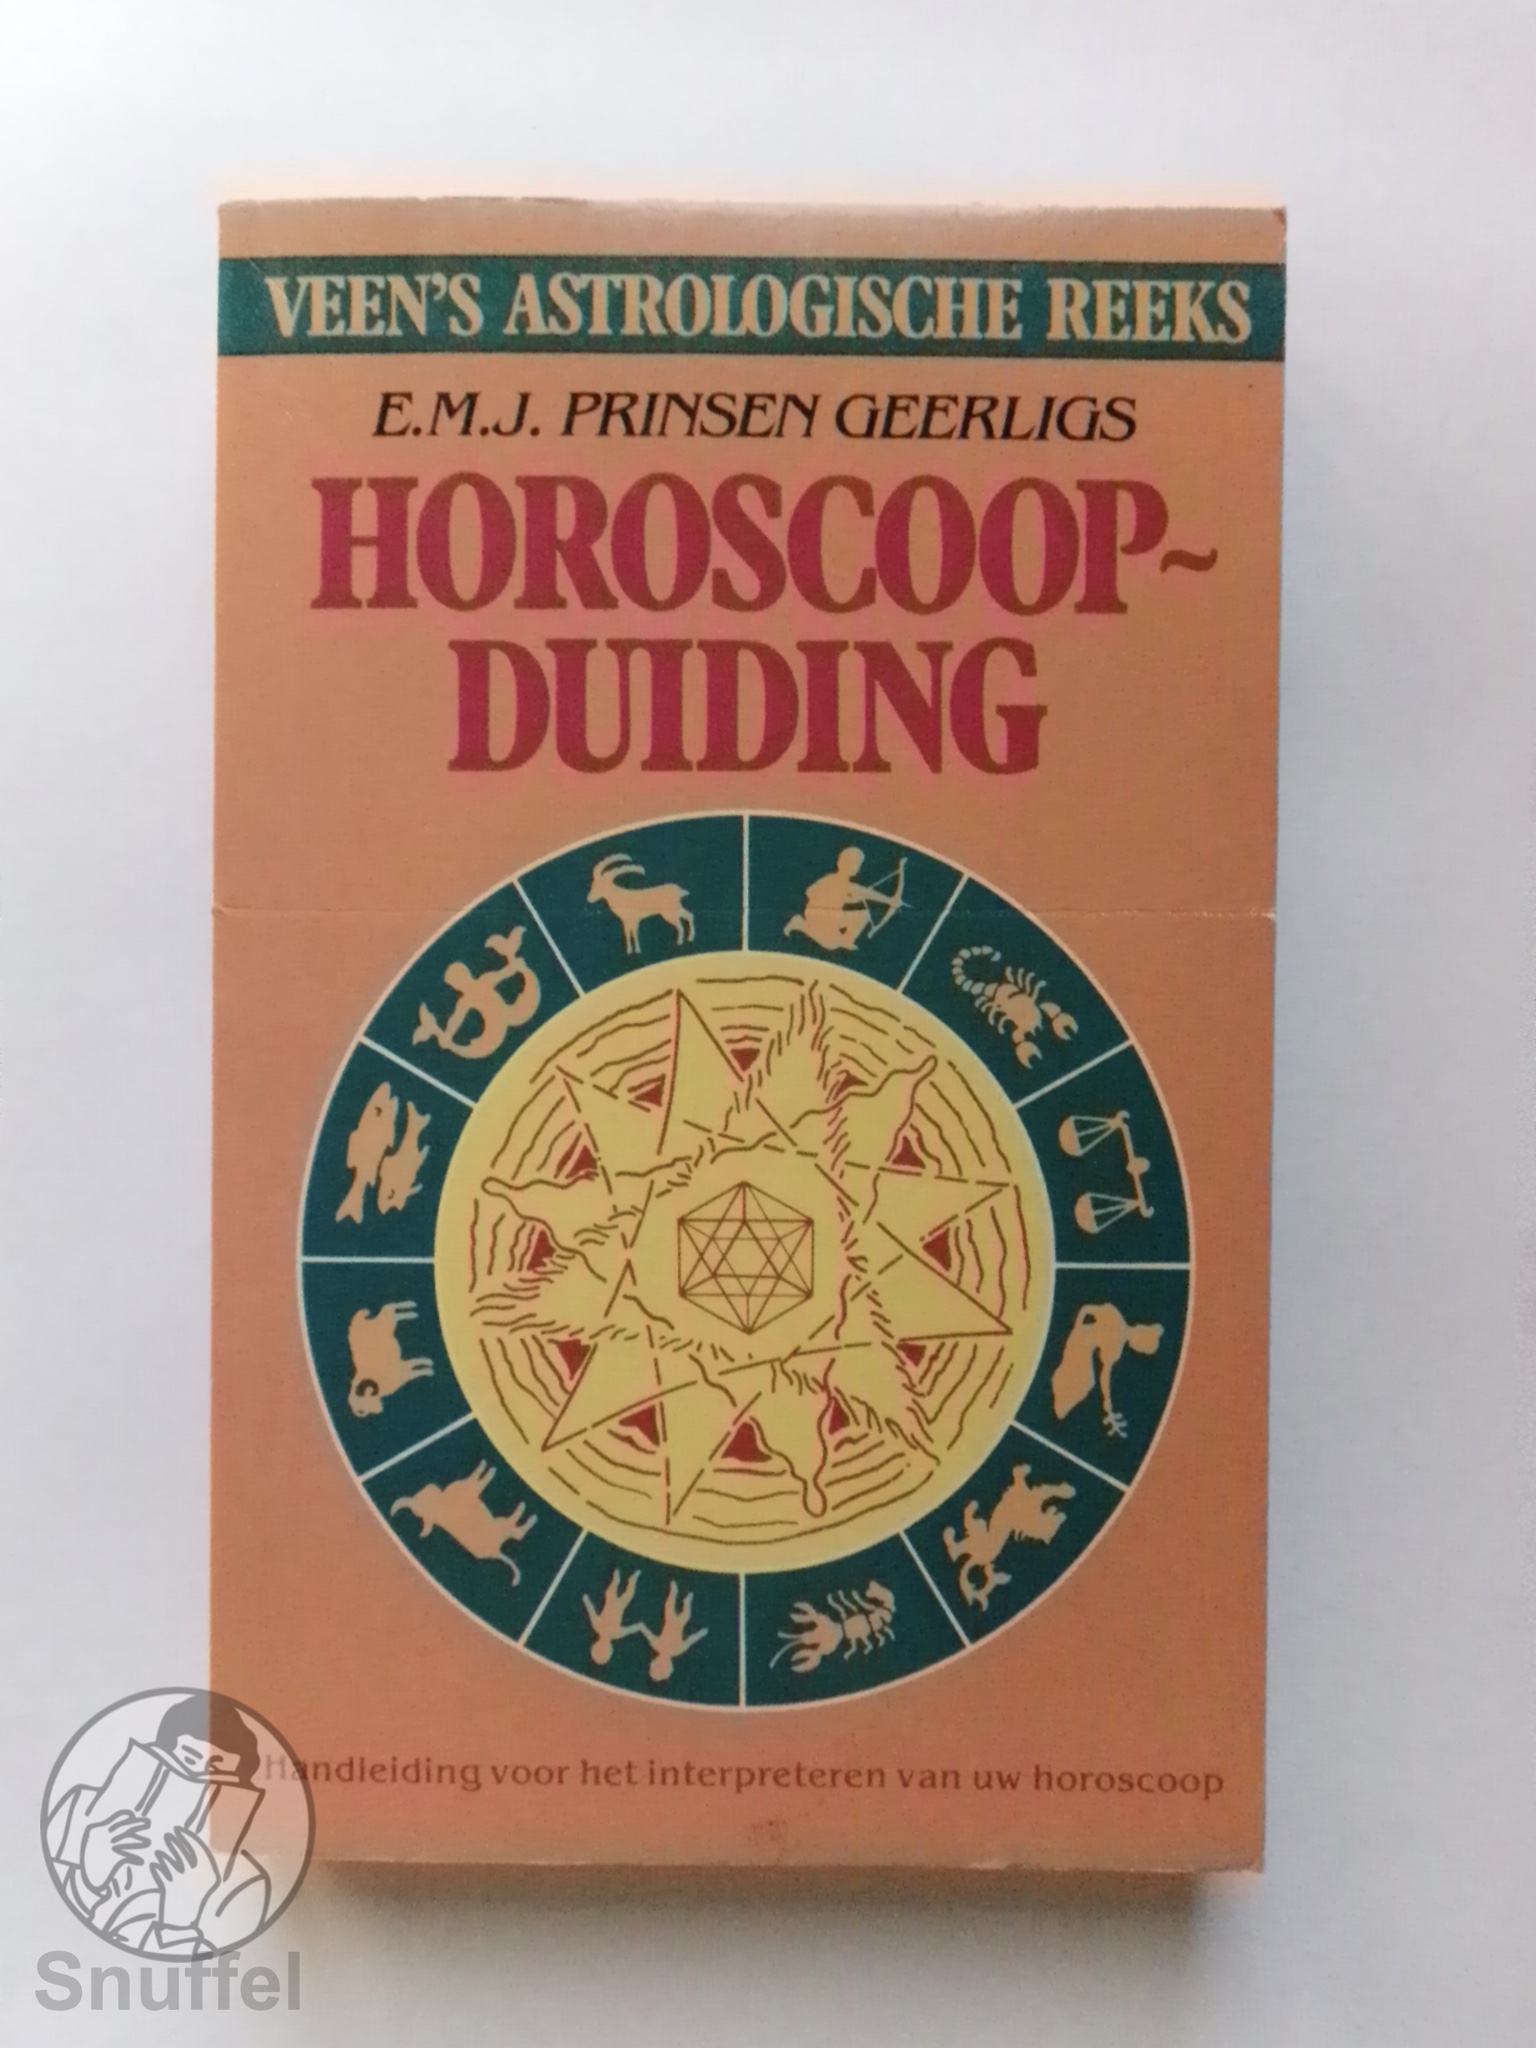 VEEN'S ASTROLOGISCHE REEKS
E.M.J. PRINSEN GEERLIGS
HOROSCOOP~
DUIDING
Handleiding voor het interpreteren van uw horoscoop
Snuffel